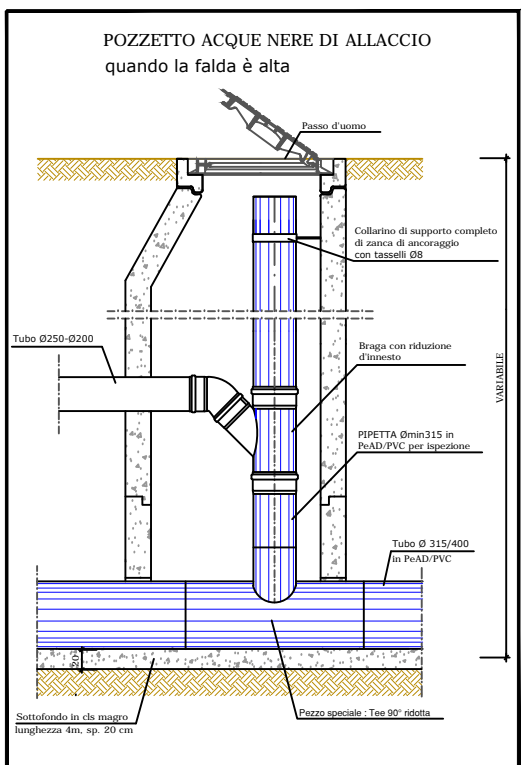 POZZETTO ACQUE NERE DI ALLACCIO
quando la falda è alta
Passo d'uomo
Collarino di supporto completo
di zanca di ancoraggio
con tasselli Ø8
Tubo Ø250-Ø200
Braga con riduzione
d'innesto
VARIABILE
PIPETTA Ømin315 in
PeAD/PVC per ispezione
Tubo Ø 315/400
in PeAD/PVC
20
Sottofondo in cls magro
lunghezza 4m, sp. 20 cm
Pezzo speciale : Tee 90° ridotta